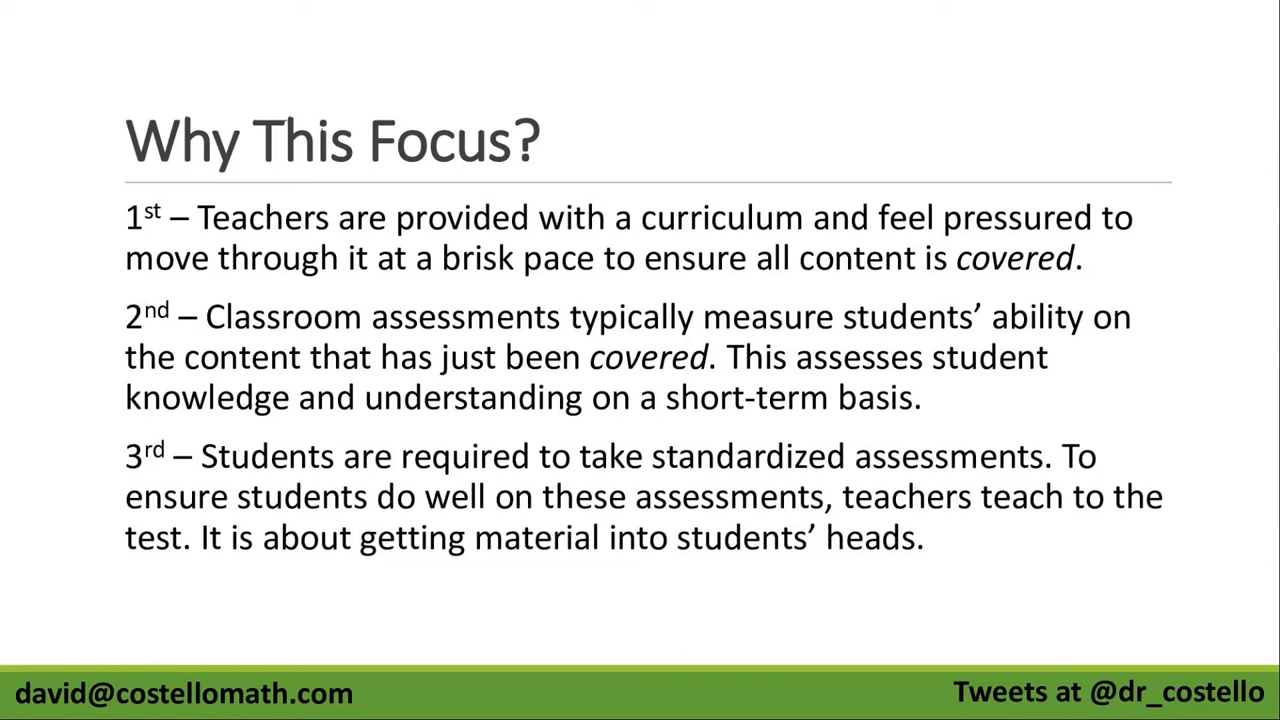 Why This Focus?
1st – Teachers are provided with a curriculum and feel pressured to
move through it at a brisk pace to ensure all content is covered.
2nd – Classroom assessments typically measure students’ ability on
the content that has just been covered. This assesses student
knowledge and understanding on a short-term basis.
3rd – Students are required to take standardized assessments. To
ensure students do well on these assessments, teachers teach to the
test. It is about getting material into students’ heads.
david@costellomath.com
Tweets at @dr_costello